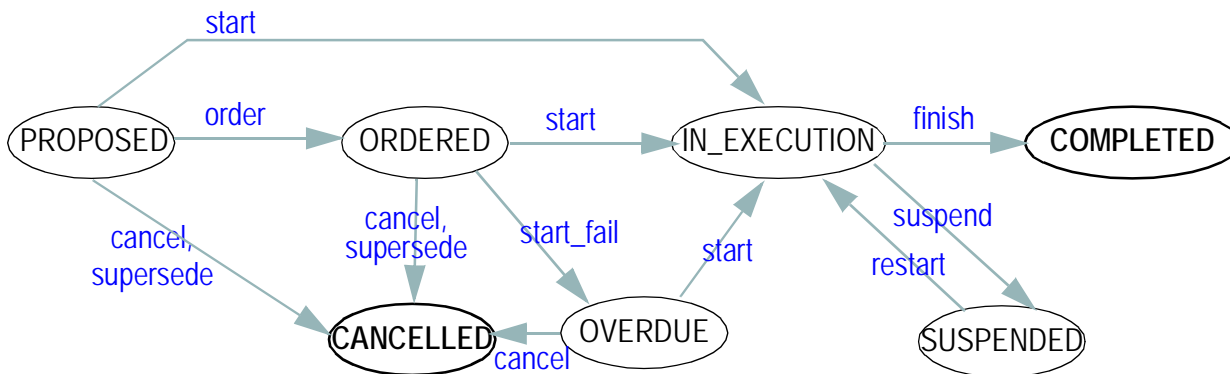 start
PROPOSED
order
ORDERED
start
IN_EXECUTION
finish
COMPLETED
cancel,
supersede
cancel,
supersede
start_fail
start
suspend
restart
CANCELLED
cancel
OVERDUE
SUSPENDED